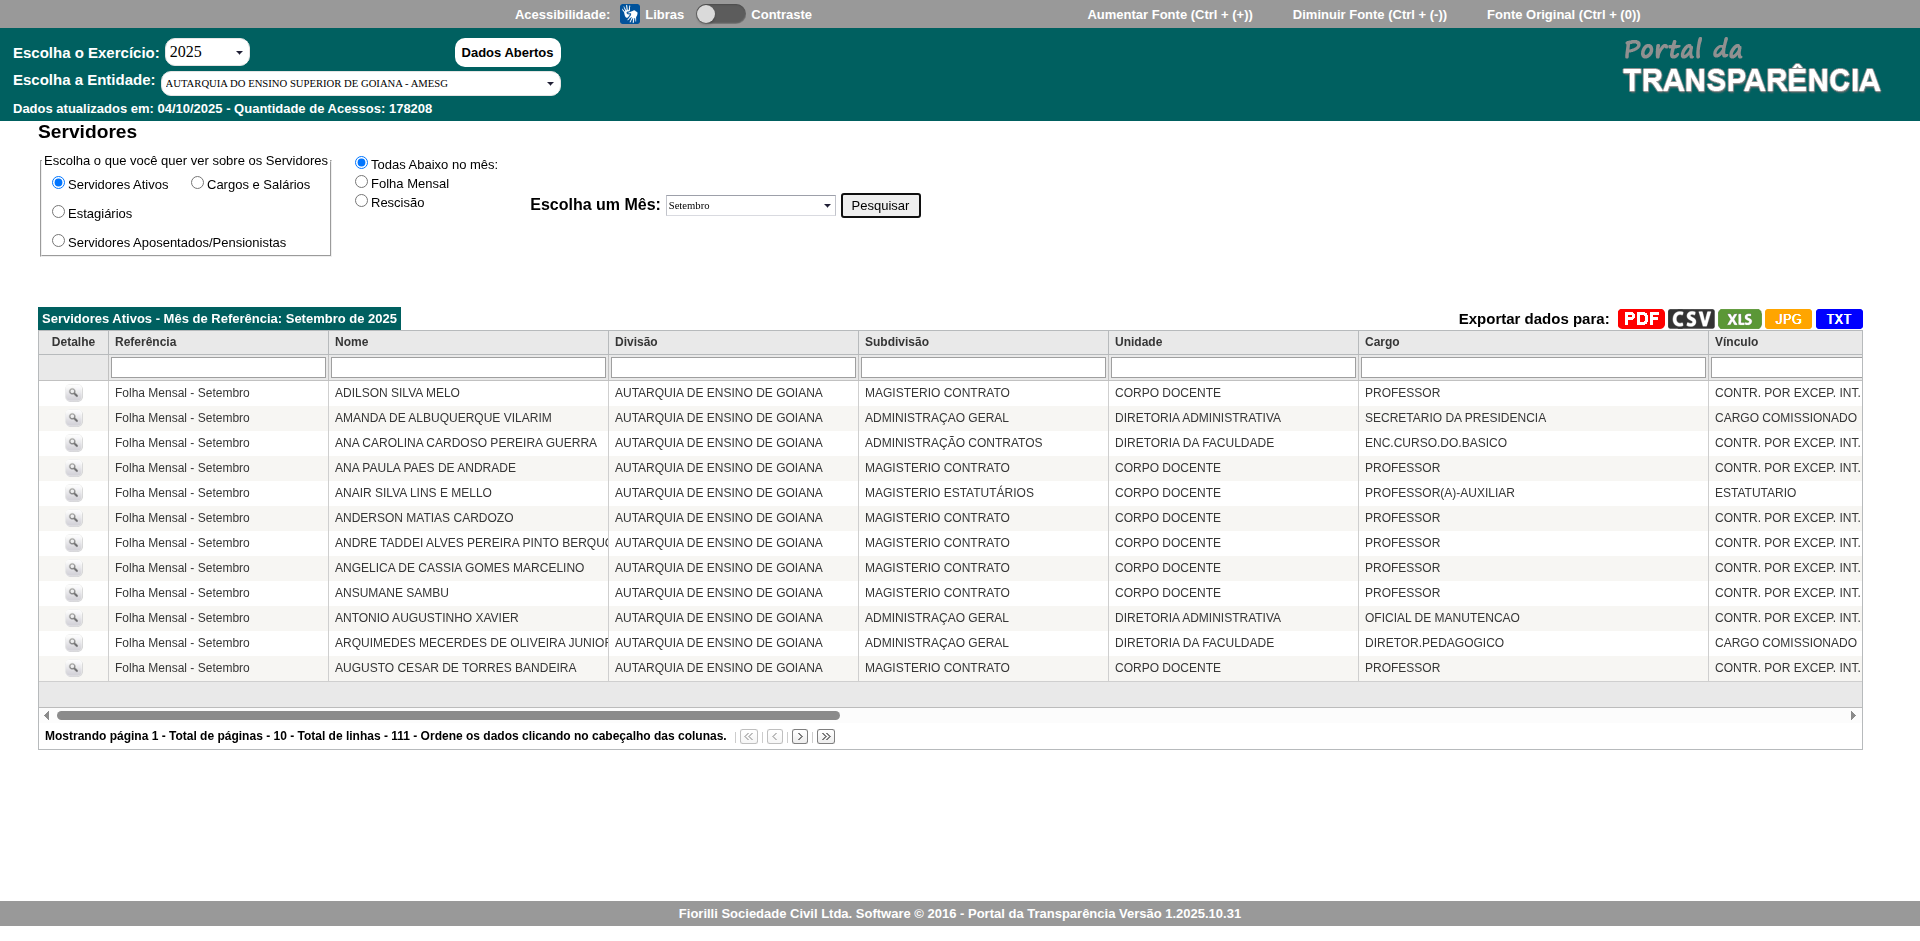 Acessibilidade: Libras Contraste Aumentar Fonte (Ctrl + (+)) Diminuir Fonte (Ctrl + (-)) Fonte Original (Ctrl + (0))
Escolha o Exercício: 2025 Dados Abertos
Escolha a Entidade: AUTARQUIA DO ENSINO SUPERIOR DE GOIANA - AMESG
Dados atualizados em: 04/10/2025 - Quantidade de Acessos: 178208
Portal da
TRANSPARÊNCIA
Servidores
Escolha o que você quer ver sobre os Servidores
Servidores Ativos Cargos e Salários
Estagiários
Servidores Aposentados/Pensionistas
Todas Abaixo no mês:
Folha Mensal
Rescisão
Escolha um Mês: Setembro Pesquisar
Servidores Ativos - Mês de Referência: Setembro de 2025
Exportar dados para: PDF CSV XLS JPG TXT
Detalhe Referência Nome Divisão Subdivisão Unidade Cargo Vínculo
Folha Mensal - Setembro ADILSON SILVA MELO AUTARQUIA DE ENSINO DE GOIANA MAGISTERIO CONTRATO CORPO DOCENTE PROFESSOR CONTR. POR EXCEP. INT.
Folha Mensal - Setembro AMANDA DE ALBUQUERQUE VILARIM AUTARQUIA DE ENSINO DE GOIANA ADMINISTRAÇAO GERAL DIRETORIA ADMINISTRATIVA SECRETARIO DA PRESIDENCIA CARGO COMISSIONADO
Folha Mensal - Setembro ANA CAROLINA CARDOSO PEREIRA GUERRA AUTARQUIA DE ENSINO DE GOIANA ADMINISTRAÇÃO CONTRATOS DIRETORIA DA FACULDADE ENC.CURSO.DO.BASICO CONTR. POR EXCEP. INT.
Folha Mensal - Setembro ANA PAULA PAES DE ANDRADE AUTARQUIA DE ENSINO DE GOIANA MAGISTERIO CONTRATO CORPO DOCENTE PROFESSOR CONTR. POR EXCEP. INT.
Folha Mensal - Setembro ANAIR SILVA LINS E MELLO AUTARQUIA DE ENSINO DE GOIANA MAGISTERIO ESTATUTÁRIOS CORPO DOCENTE PROFESSOR(A)-AUXILIAR ESTATUTARIO
Folha Mensal - Setembro ANDERSON MATIAS CARDOZO AUTARQUIA DE ENSINO DE GOIANA MAGISTERIO CONTRATO CORPO DOCENTE PROFESSOR CONTR. POR EXCEP. INT.
Folha Mensal - Setembro ANDRE TADDEI ALVES PEREIRA PINTO BERQUO AUTARQUIA DE ENSINO DE GOIANA MAGISTERIO CONTRATO CORPO DOCENTE PROFESSOR CONTR. POR EXCEP. INT.
Folha Mensal - Setembro ANGELICA DE CASSIA GOMES MARCELINO AUTARQUIA DE ENSINO DE GOIANA MAGISTERIO CONTRATO CORPO DOCENTE PROFESSOR CONTR. POR EXCEP. INT.
Folha Mensal - Setembro ANSUMANE SAMBU AUTARQUIA DE ENSINO DE GOIANA MAGISTERIO CONTRATO CORPO DOCENTE PROFESSOR CONTR. POR EXCEP. INT.
Folha Mensal - Setembro ANTONIO AUGUSTINHO XAVIER AUTARQUIA DE ENSINO DE GOIANA ADMINISTRAÇAO GERAL DIRETORIA ADMINISTRATIVA OFICIAL DE MANUTENCAO CONTR. POR EXCEP. INT.
Folha Mensal - Setembro ARQUIMEDES MECERDES DE OLIVEIRA JUNIOR AUTARQUIA DE ENSINO DE GOIANA ADMINISTRAÇAO GERAL DIRETORIA DA FACULDADE DIRETOR.PEDAGOGICO CARGO COMISSIONADO
Folha Mensal - Setembro AUGUSTO CESAR DE TORRES BANDEIRA AUTARQUIA DE ENSINO DE GOIANA MAGISTERIO CONTRATO CORPO DOCENTE PROFESSOR CONTR. POR EXCEP. INT.
Mostrando página 1 - Total de páginas - 10 - Total de linhas - 111 - Ordene os dados clicando no cabeçalho das colunas.
Fiorilli Sociedade Civil Ltda. Software © 2016 - Portal da Transparência Versão 1.2025.10.31